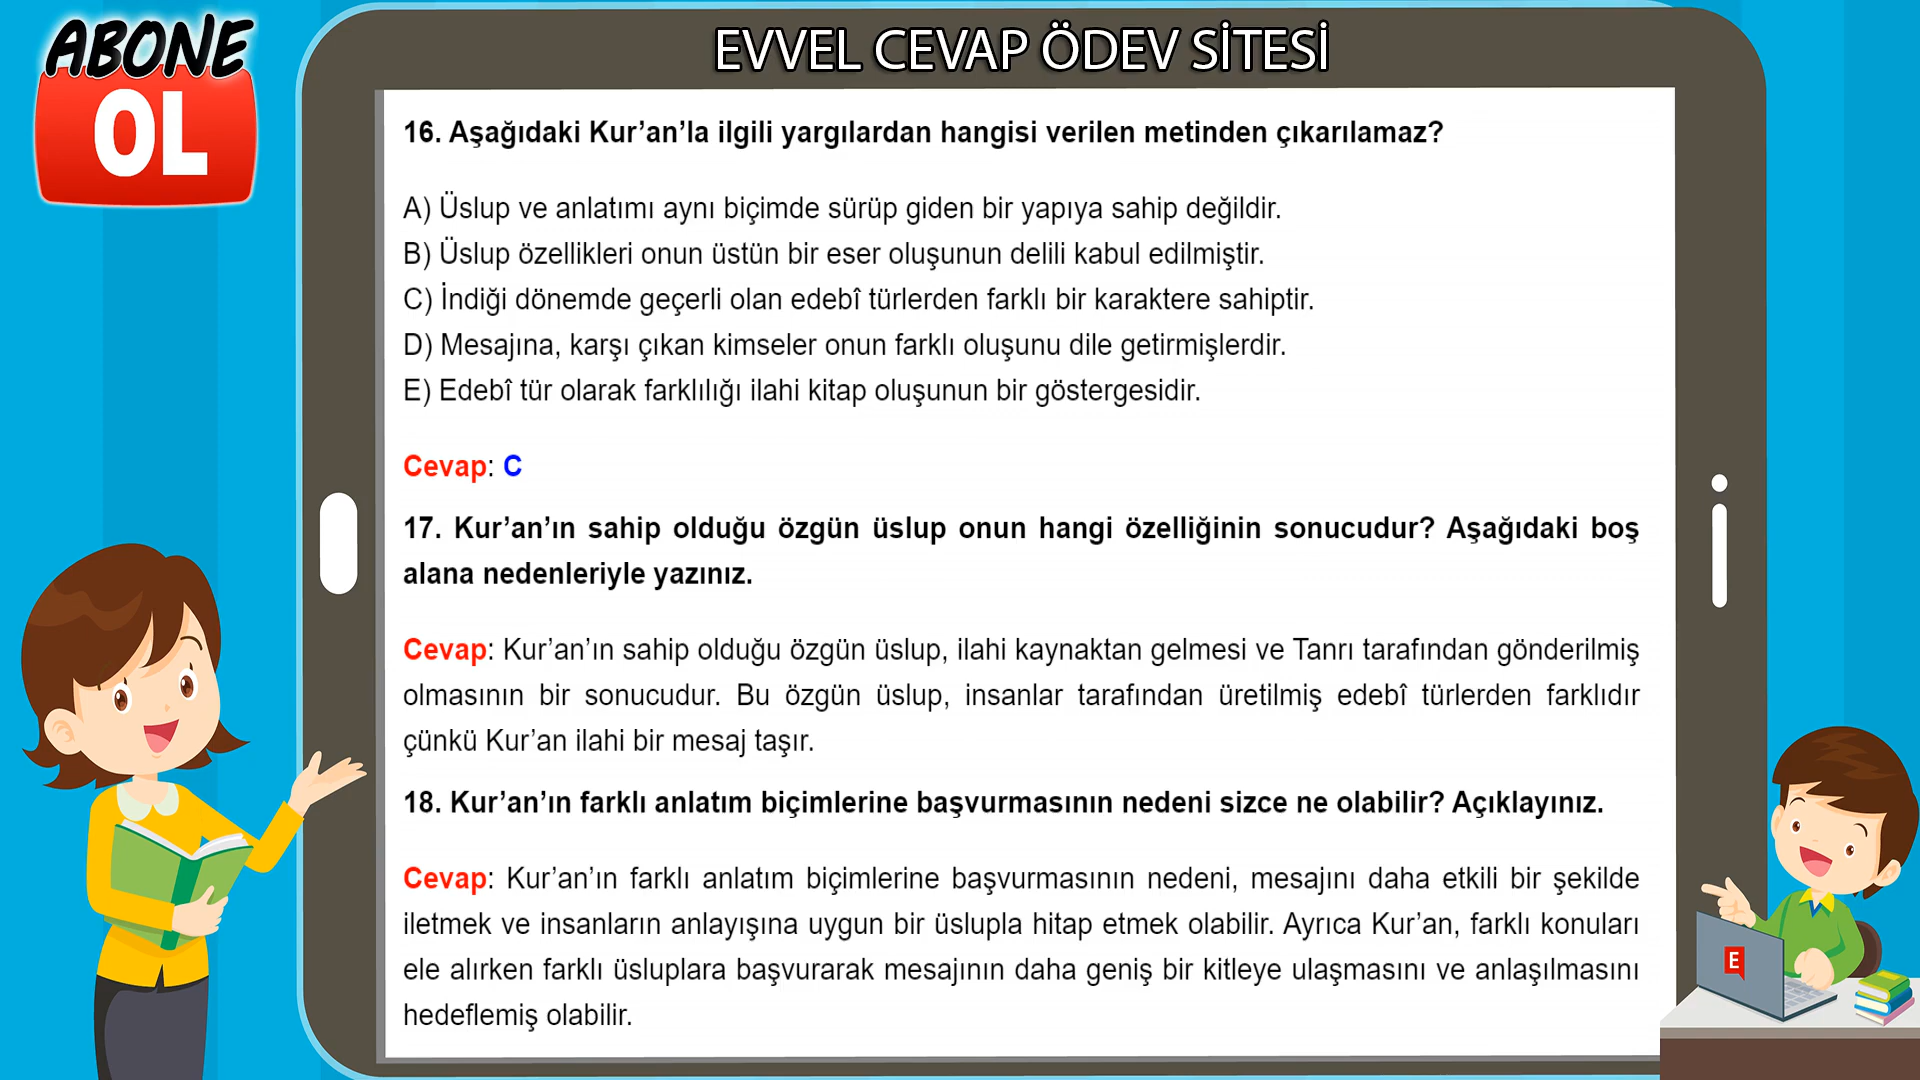 ABONE
OL
EVVEL CEVAP ÖDEV SİTESİ
16. Aşağıdaki Kur’an’la ilgili yargılardan hangisi verilen metinden çıkarılamaz?
A) Üslup ve anlatımı aynı biçimde sürüp giden bir yapıya sahip değildir.
B) Üslup özellikleri onun üstün bir eser oluşunun delili kabul edilmiştir.
C) İndiği dönemde geçerli olan edebî türlerden farklı bir karaktere sahiptir.
D) Mesajına, karşı çıkan kimseler onun farklı oluşunu dile getirmişlerdir.
E) Edebî tür olarak farklılığı ilahi kitap oluşunun bir göstergesidir.
Cevap: C
17. Kur’an’ın sahip olduğu özgün üslup onun hangi özelliğinin sonucudur? Aşağıdaki boş
alana nedenleriyle yazınız.
Cevap: Kur’an’ın sahip olduğu özgün üslup, ilahi kaynaktan gelmesi ve Tanrı tarafından gönderilmiş
olmasının bir sonucudur. Bu özgün üslup, insanlar tarafından üretilmiş edebî türlerden farklıdır
çünkü Kur’an ilahi bir mesaj taşır.
18. Kur’an’ın farklı anlatım biçimlerine başvurmasının nedeni sizce ne olabilir? Açıklayınız.
Cevap: Kur’an’ın farklı anlatım biçimlerine başvurmasının nedeni, mesajını daha etkili bir şekilde
iletmek ve insanların anlayışına uygun bir üslupla hitap etmek olabilir. Ayrıca Kur’an, farklı konuları
ele alırken farklı üsluplara başvurarak mesajının daha geniş bir kitleye ulaşmasını ve anlaşılmasını
hedeflemiş olabilir.
E